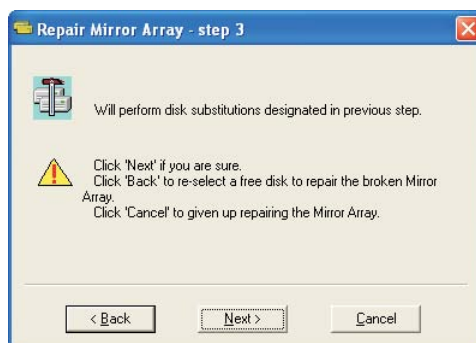 Repair Mirror Array - step 3
Will perform disk substitutions designated in previous step.
Click 'Next' if you are sure.
Click 'Back' to re-select a free disk to repair the broken Mirror
Array.
Click 'Cancel' to given up repairing the Mirror Array.
< Back Next > Cancel